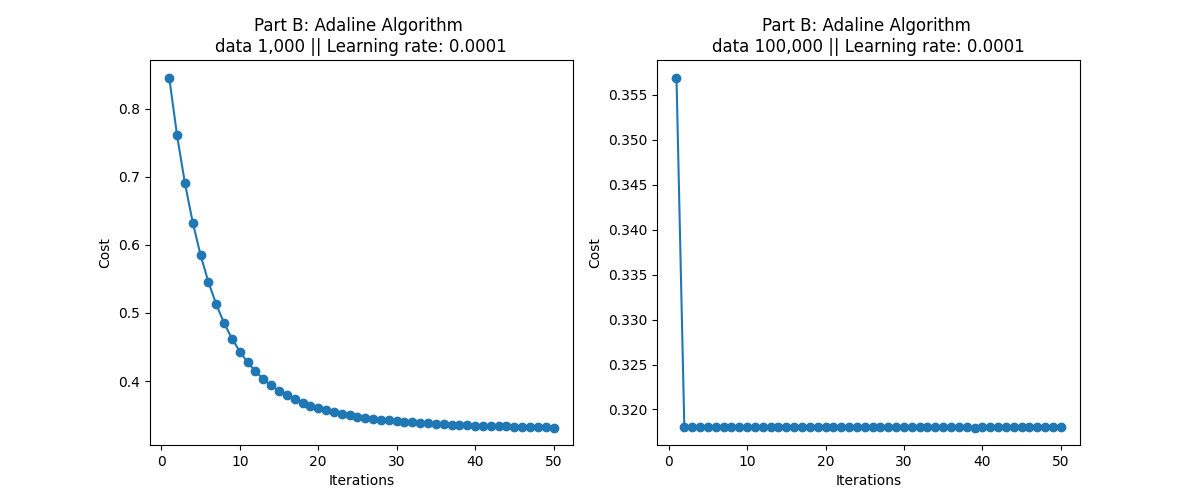 Part B: Adaline Algorithm
data 1,000 || Learning rate: 0.0001
0.8
0.7
0.6
0.5
0.4
Cost
0 10 20 30 40 50
Iterations
Part B: Adaline Algorithm
data 100,000 || Learning rate: 0.0001
0.355
0.350
0.345
0.340
0.335
0.330
0.325
0.320
Cost
0 10 20 30 40 50
Iterations